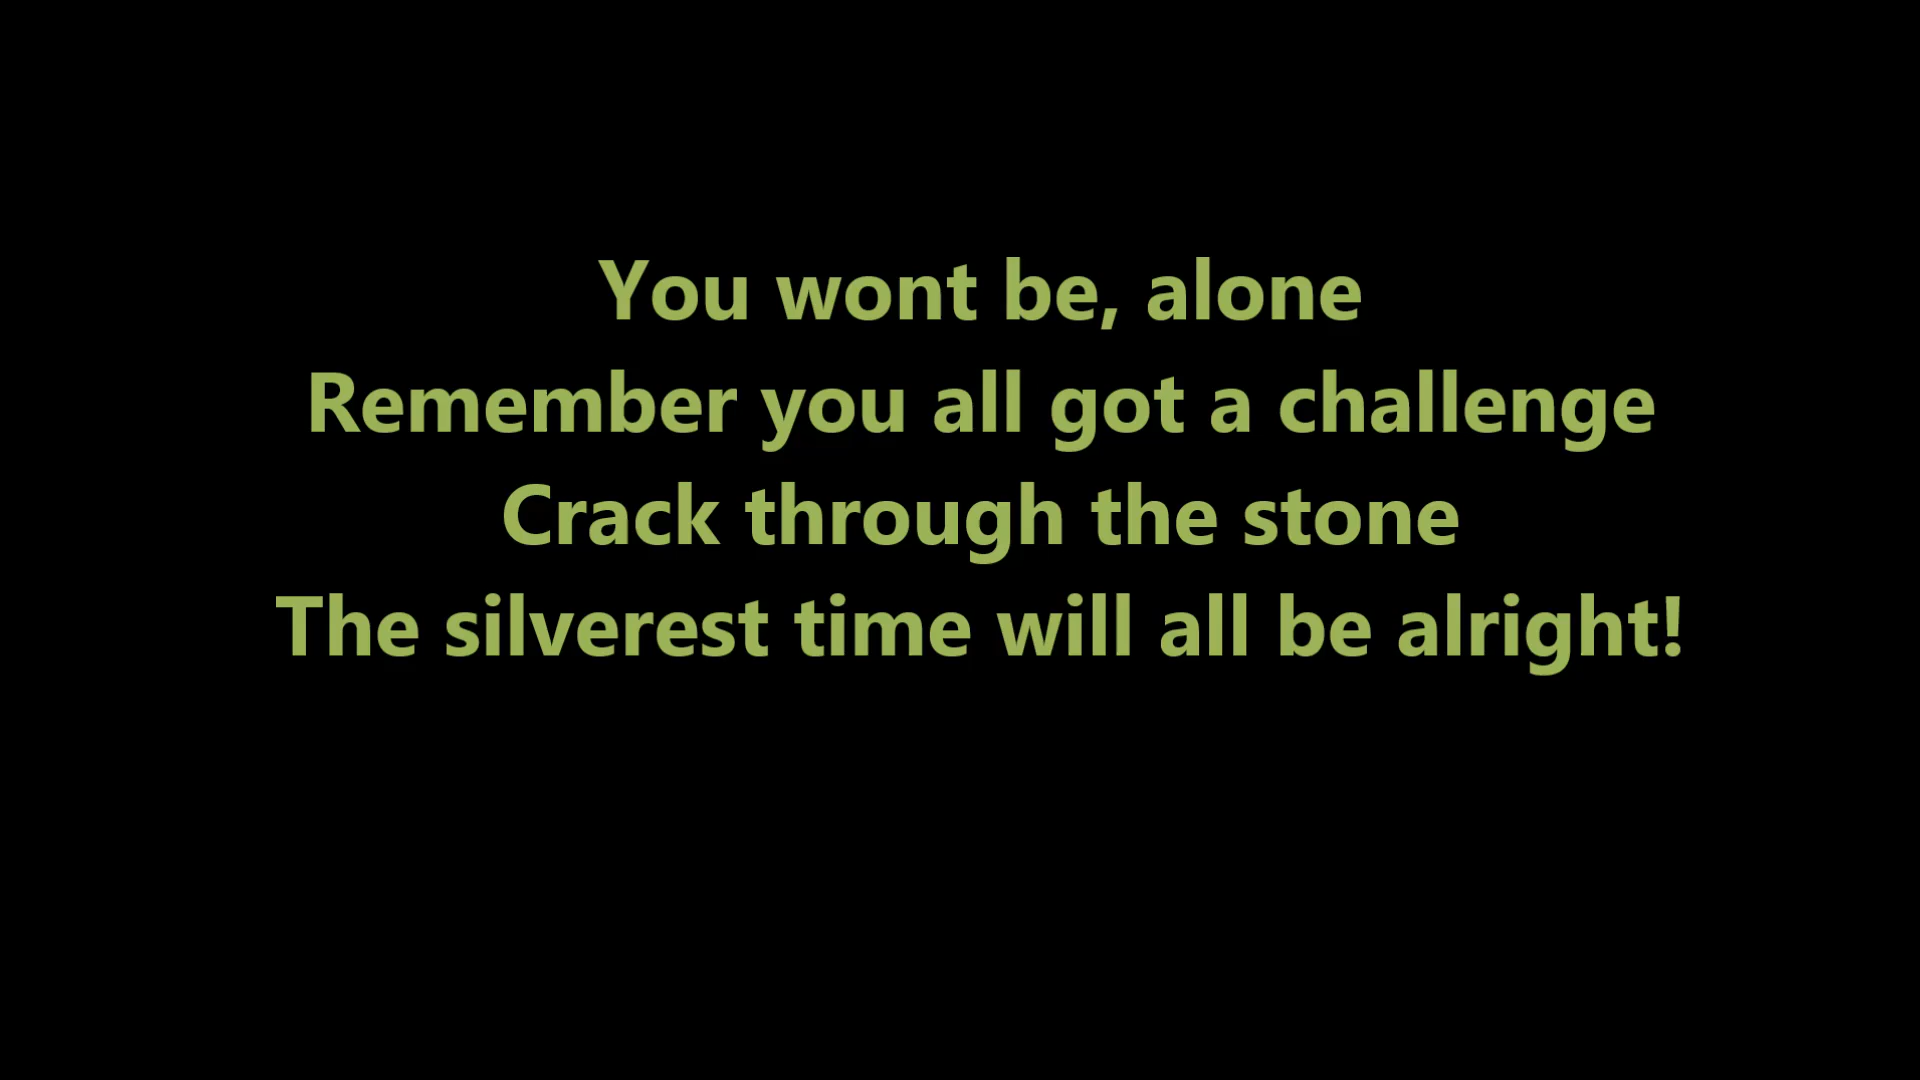 You wont be, alone
Remember you all got a challenge
Crack through the stone
The silverest time will all be alright!